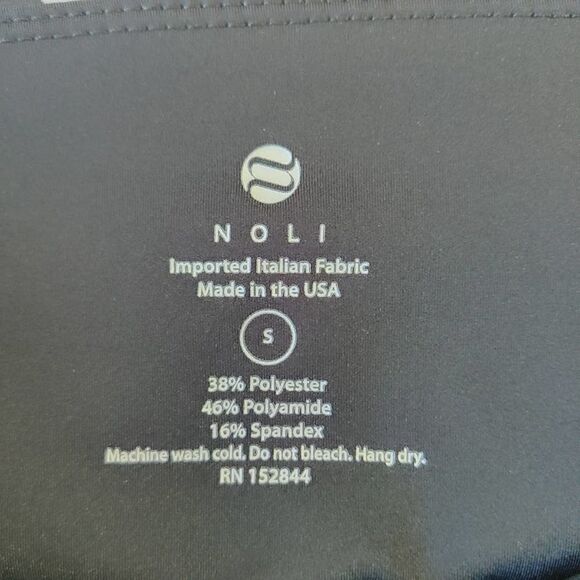 NOLI
Imported Italian Fabric
Made in the USA
S
38% Polyester
46% Polyamide
16% Spandex
Machine wash cold. Do not bleach. Hang dry.
RN 152844